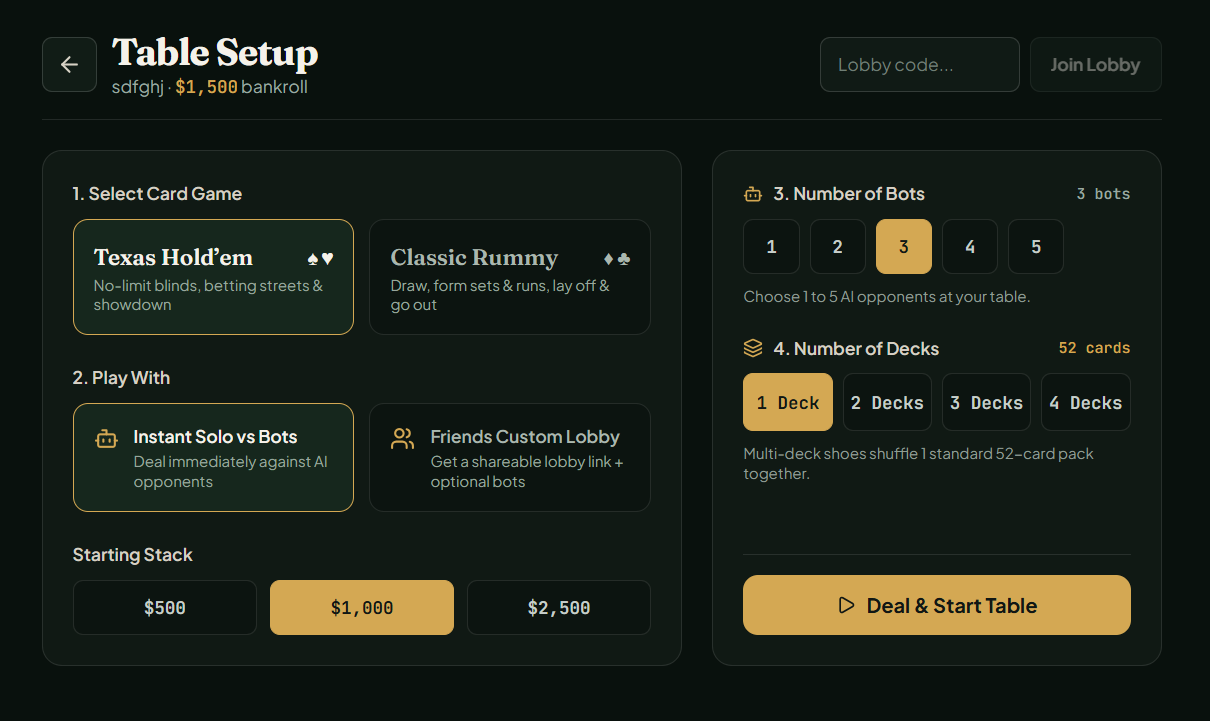 Table Setup
sdfghj · $1,500 bankroll
Lobby code...
Join Lobby
1. Select Card Game
Texas Hold’em ♠♥
No-limit blinds, betting streets &
showdown
Classic Rummy ♦♣
Draw, form sets & runs, lay off &
go out
2. Play With
Instant Solo vs Bots
Deal immediately against AI
opponents
Friends Custom Lobby
Get a shareable lobby link +
optional bots
Starting Stack
$500
$1,000
$2,500
3. Number of Bots
3 bots
1
2
3
4
5
Choose 1 to 5 AI opponents at your table.
4. Number of Decks
52 cards
1 Deck
2 Decks
3 Decks
4 Decks
Multi-deck shoes shuffle 1 standard 52-card pack
together.
Deal & Start Table